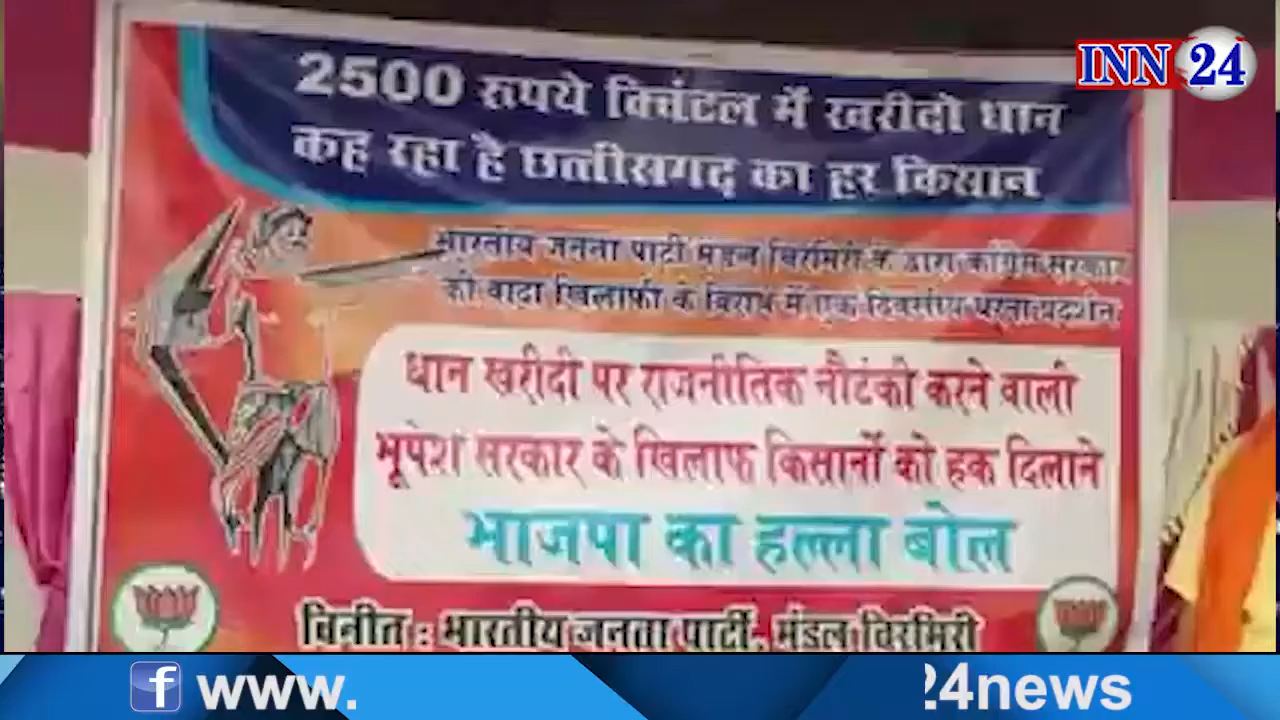 INN 24
2500 रूपये क्विंटल में खरीदो धान
कह रहा है छत्तीसगढ़ का हर किसान
भारतीय जनता पार्टी मंडल चिरमिरी के द्वारा काँग्रेस सरकार
की वादा खिलाफी के विरोध में एक दिवसीय धरना प्रदर्शन
धान खरीदी पर राजनीतिक नौटंकी करने वाली
भूपेश सरकार के खिलाफ किसानों को हक दिलाने
भाजपा का हल्ला बोल
विनीत : भारतीय जनता पार्टी, मंडल चिरमिरी
f www. 24news